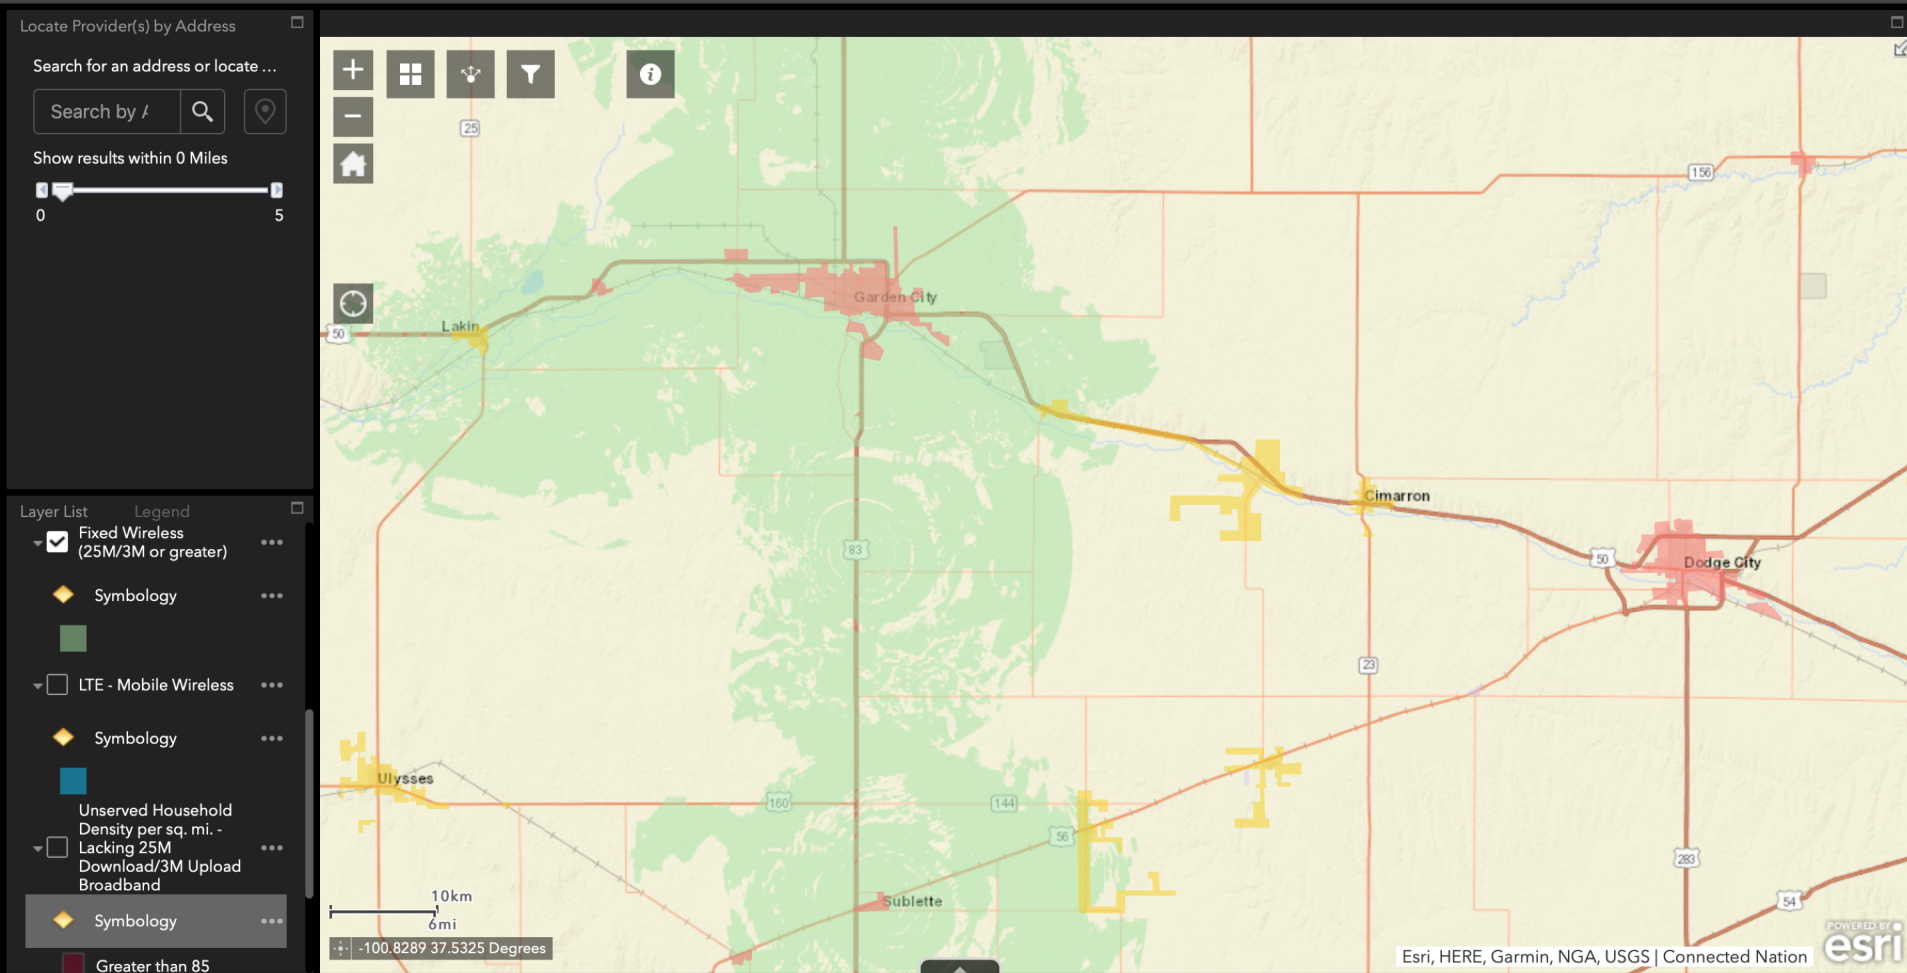 Locate Provider(s) by Address
Search for an address or locate ...
Search by A
Show results within 0 Miles
0
5
Layer List
Legend
Fixed Wireless
(25M/3M or greater)
Symbology
LTE - Mobile Wireless
Symbology
Unserved Household
Density per sq. mi. -
Lacking 25M
Download/3M Upload
Broadband
Symbology
Greater than 85
25
156
Garden City
Lakin
50
Cimarron
83
50
Dodge City
23
Ulysses
160
144
56
283
Sublette
54
10km
6mi
-100.8289 37.5325 Degrees
Esri, HERE, Garmin, NGA, USGS | Connected Nation
POWERED BY
esri